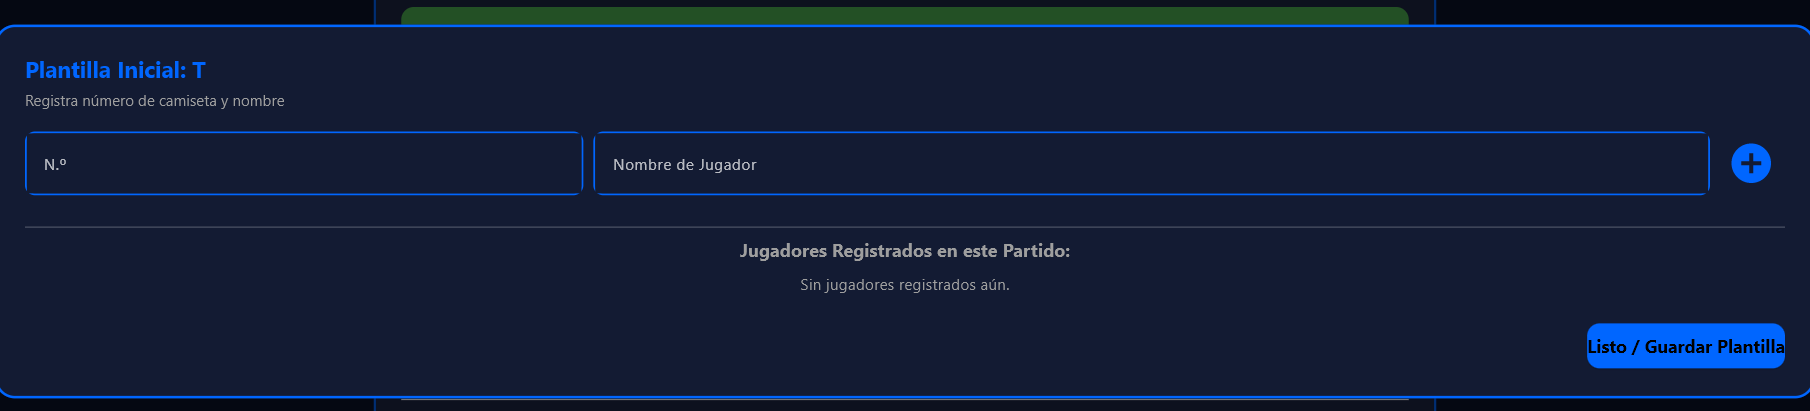 Plantilla Inicial: T
Registra número de camiseta y nombre
N.º
Nombre de Jugador
Jugadores Registrados en este Partido:
Sin jugadores registrados aún.
Listo / Guardar Plantilla